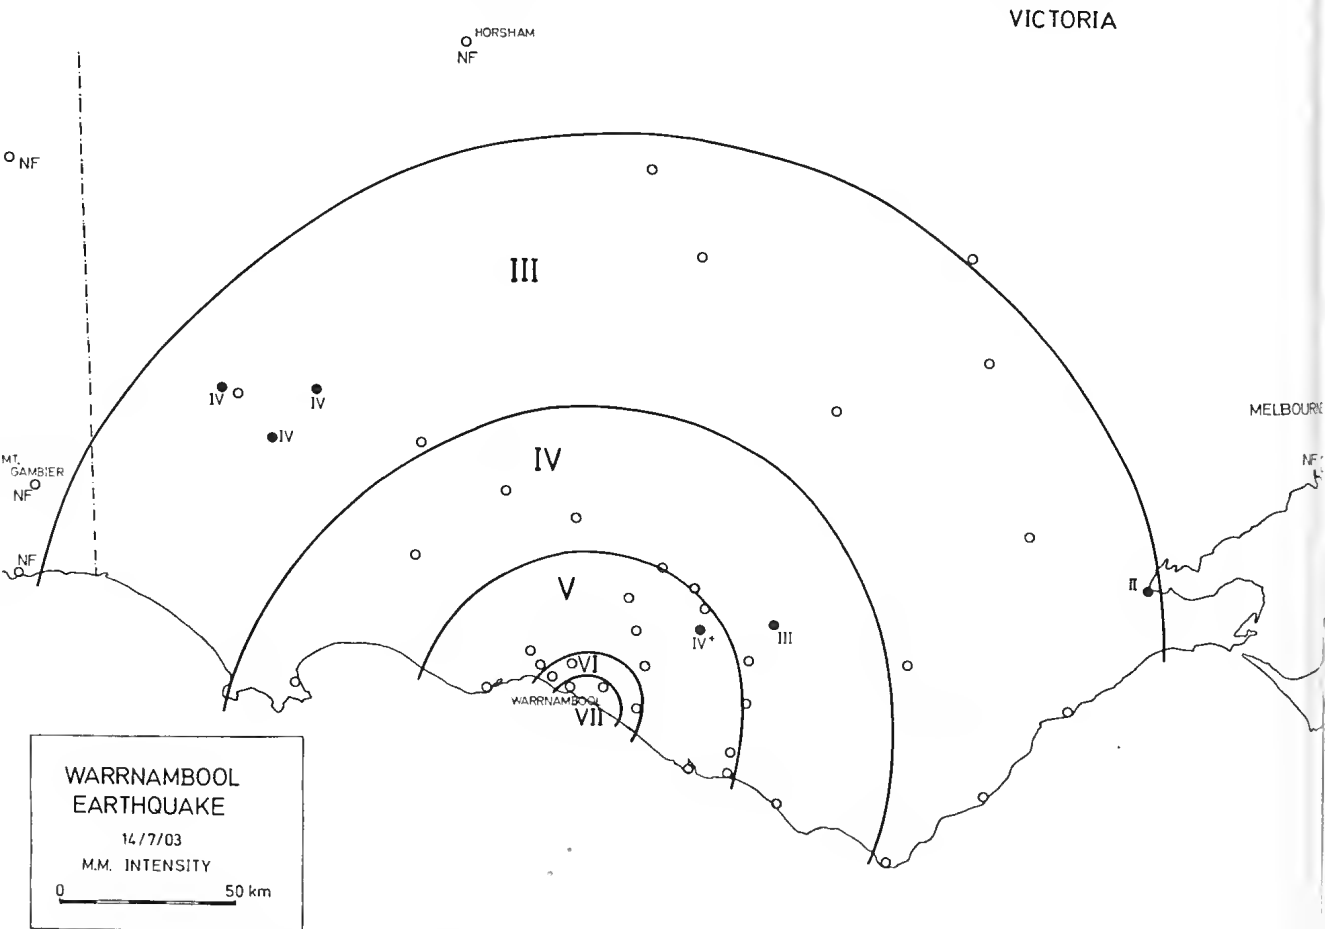 VICTORIA
HORSHAM
NF
NF
III
IV
IV
IV
MELBOURNE
IV
MT.
GAMBIER
NF
NF
NF
V
II
IV+
III
VI
WARRNAMBOOL
VII
WARRNAMBOOL
EARTHQUAKE
14/7/03
M.M. INTENSITY
0 50 km